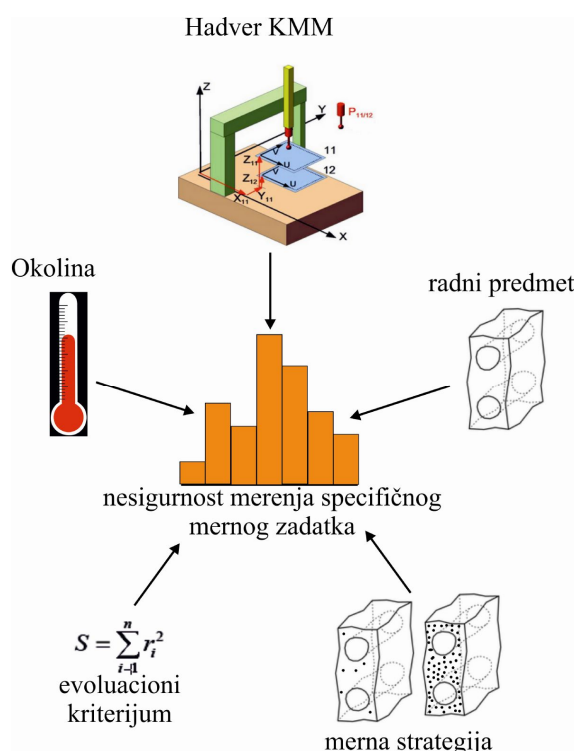 Hadver KMM
Z
Y
P11/12
V
11
Z11
U
12
Z12
V
U
X11
Y11
X
Okolina
radni predmet
nesigurnost merenja specifičnog
mernog zadatka
S = ∑ r_i^2
n
i=1
evoluacioni
kriterijum
merna strategija